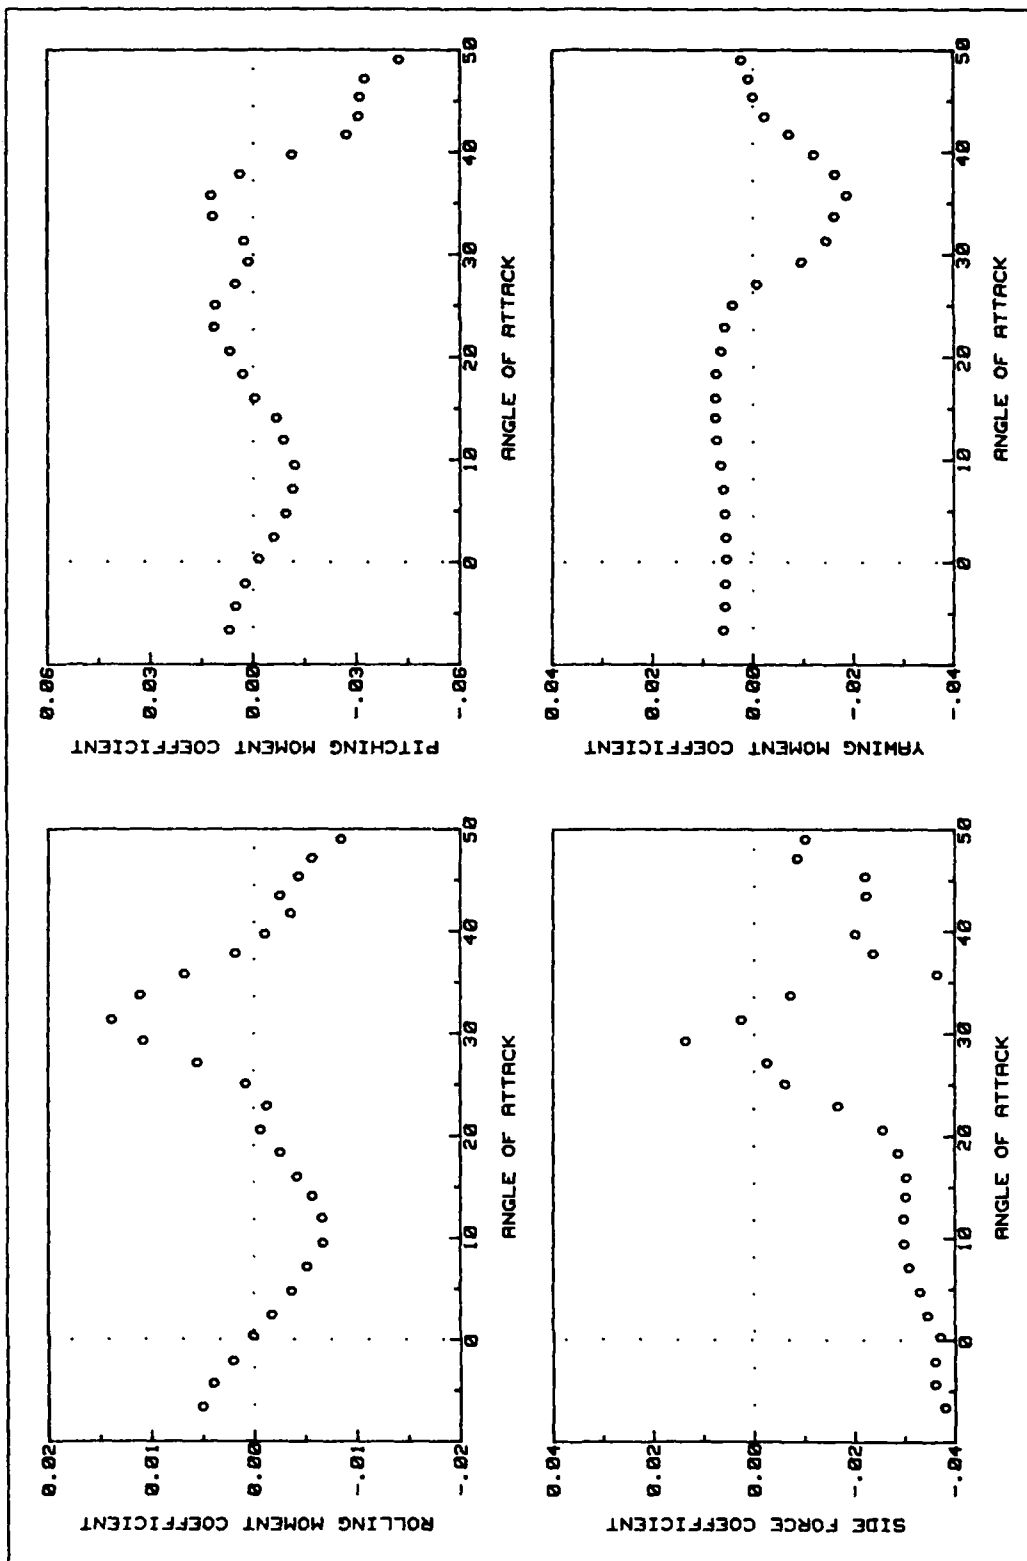 ROLLING MOMENT COEFFICIENT
0.02
0.01
0.00
-.01
-.02
0 10 20 30 40 50
ANGLE OF ATTACK
PITCHING MOMENT COEFFICIENT
0.06
0.03
0.00
-.03
-.06
0 10 20 30 40 50
ANGLE OF ATTACK
SIDE FORCE COEFFICIENT
0.04
0.02
0.00
-.02
-.04
0 10 20 30 40 50
ANGLE OF ATTACK
YAWING MOMENT COEFFICIENT
0.04
0.02
0.00
-.02
-.04
0 10 20 30 40 50
ANGLE OF ATTACK